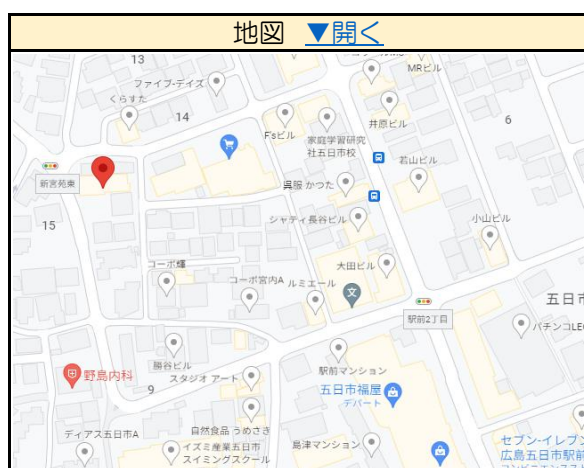 地図 ▼開く
13
MRビル
ファイブ-デイズ
くらすた
14
6
F'sビル
家庭学習研究
社五日市校
井原ビル
若山ビル
新宮苑東
呉服 かつた
15
シャティ長谷ビル
小山ビル
コーポ輝
大田ビル
コーポ宮内A
ルミエール
文
五日市
駅前2丁目
パチンコLE
勝谷ビル
駅前マンション
野島内科
スタジオ アート
9
五日市福屋
デパート
自然食品 うめさき
ディアス五日市A
イズミ産業五日市
スイミングスクール
島津マンション
セブン-イレブン
広島五日市駅前